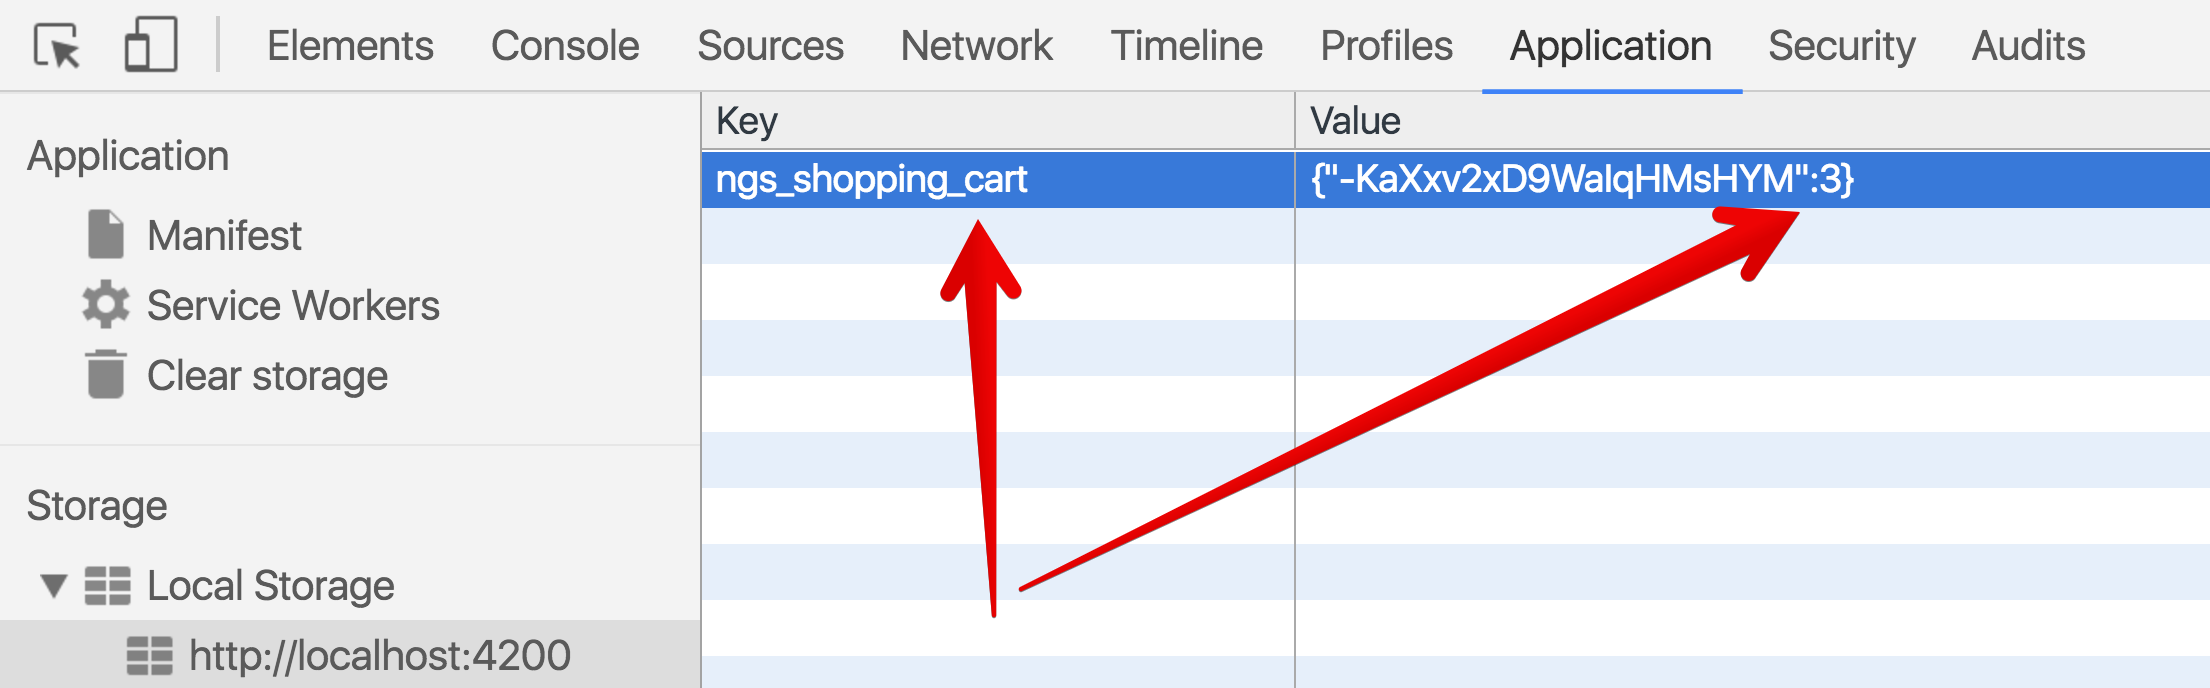 Elements Console Sources Network Timeline Profiles Application Security Audits
Application
Manifest
Service Workers
Clear storage
Storage
Local Storage
http://localhost:4200
Key Value
ngs_shopping_cart {"-KaXxv2xD9WaIqHMsHYM":3}